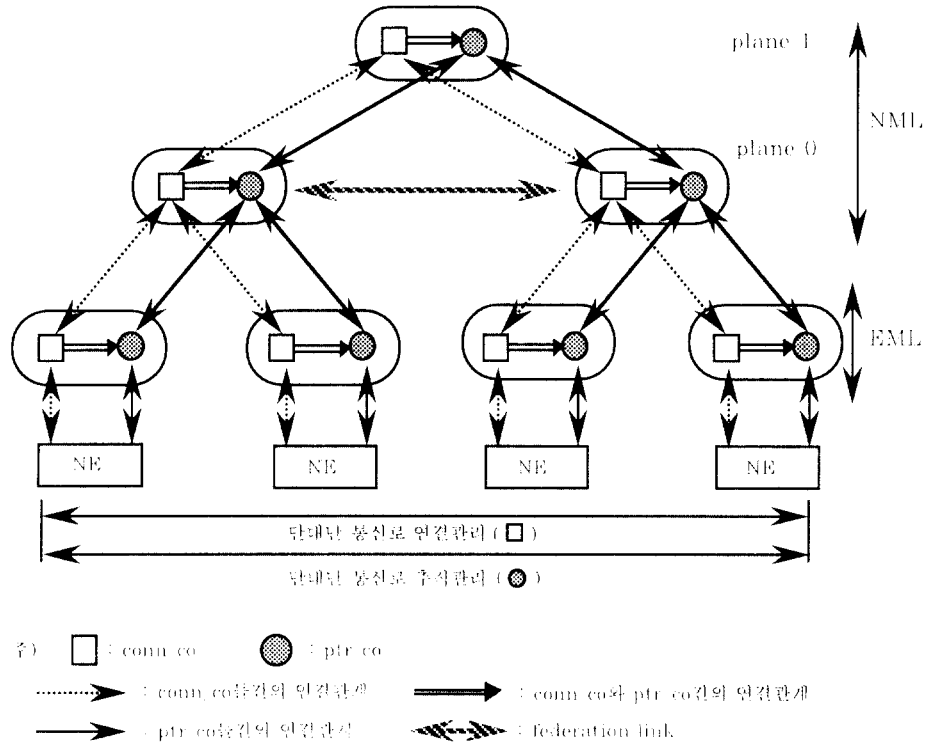 plane 1
NML
plane 0
EML
NE NE NE NE
단대단 통신로 연결관리 ( )
단대단 통신로 추적관리 ( )
주) : conn co : ptr co
: conn co들간의 연결관계 : conn co와 ptr co간의 연결관계
: ptr co들간의 연결관계 : federation link